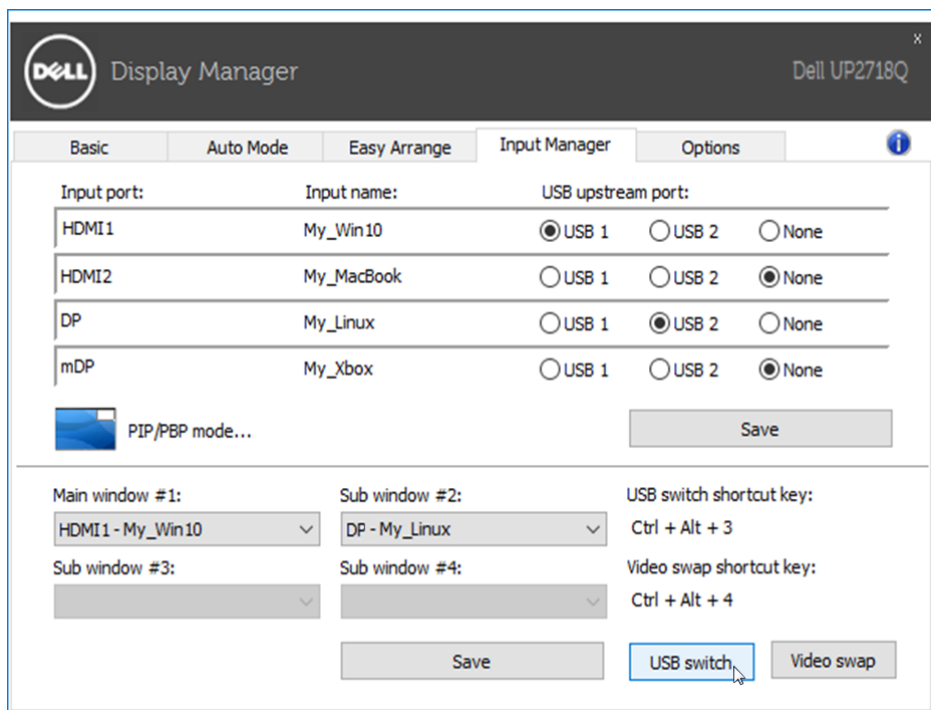 x
DELL Display Manager Dell UP2718Q
Basic Auto Mode Easy Arrange Input Manager Options i
Input port: Input name: USB upstream port:
HDMI1 My_Win10 USB 1 USB 2 None
HDMI2 My_MacBook USB 1 USB 2 None
DP My_Linux USB 1 USB 2 None
mDP My_Xbox USB 1 USB 2 None
PIP/PBP mode... Save
Main window #1: Sub window #2: USB switch shortcut key:
HDMI1 - My_Win10 DP - My_Linux Ctrl + Alt + 3
Sub window #3: Sub window #4: Video swap shortcut key:
Ctrl + Alt + 4
Save USB switch Video swap